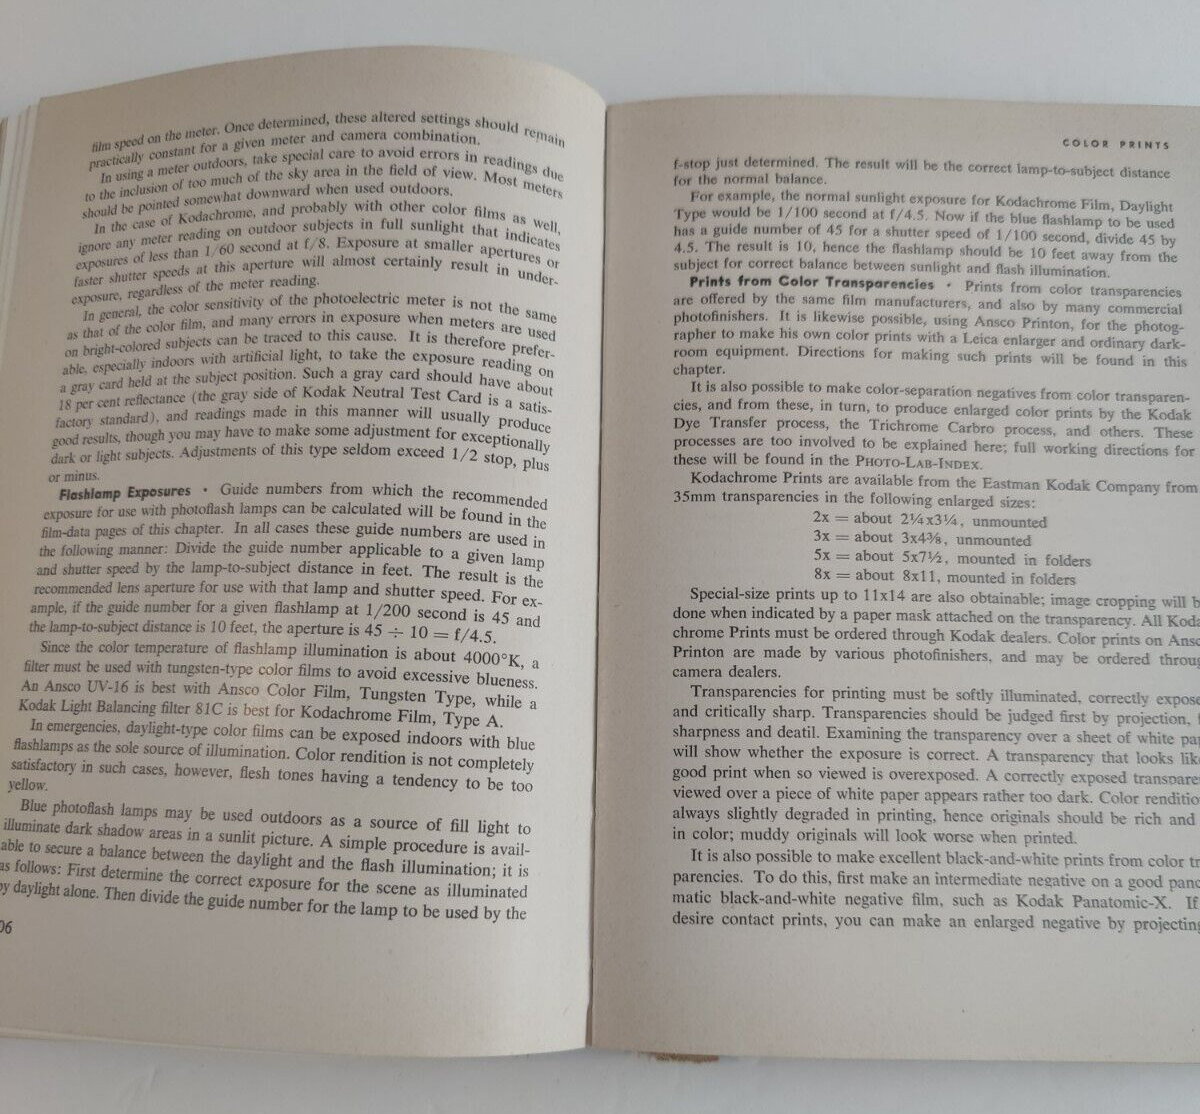 film speed on the meter. Once determined, these altered settings should remain
practically constant for a given meter and camera combination.
In using a meter outdoors, take special care to avoid errors in readings due
to the inclusion of too much of the sky area in the field of view. Most meters
should be pointed somewhat downward when used outdoors.
In the case of Kodachrome, and probably with other color films as well,
ignore any meter reading on outdoor subjects in full sunlight that indicates
exposures of less than 1/60 second at f/8. Exposure at smaller apertures or
faster shutter speeds at this aperture will almost certainly result in under-
exposure, regardless of the meter reading.
In general, the color sensitivity of the photoelectric meter is not the same
as that of the color film, and many errors in exposure when meters are used
on bright-colored subjects can be traced to this cause. It is therefore prefer-
able, especially indoors with artificial light, to take the exposure reading on
a gray card held at the subject position. Such a gray card should have about
18 per cent reflectance (the gray side of Kodak Neutral Test Card is a satis-
factory standard), and readings made in this manner will usually produce
good results, though you may have to make some adjustment for exceptionally
dark or light subjects. Adjustments of this type seldom exceed 1/2 stop, plus
or minus.
Flashlamp Exposures • Guide numbers from which the recommended
exposure for use with photoflash lamps can be calculated will be found in the
film-data pages of this chapter. In all cases these guide numbers are used in
the following manner: Divide the guide number applicable to a given lamp
and shutter speed by the lamp-to-subject distance in feet. The result is the
recommended lens aperture for use with that lamp and shutter speed. For ex-
ample, if the guide number for a given flashlamp at 1/200 second is 45 and
the lamp-to-subject distance is 10 feet, the aperture is 45 ÷ 10 = f/4.5.
Since the color temperature of flashlamp illumination is about 4000°K, a
filter must be used with tungsten-type color films to avoid excessive blueness.
An Ansco UV-16 is best with Ansco Color Film, Tungsten Type, while a
Kodak Light Balancing filter 81C is best for Kodachrome Film, Type A.
In emergencies, daylight-type color films can be exposed indoors with blue
flashlamps as the sole source of illumination. Color rendition is not completely
satisfactory in such cases, however, flesh tones having a tendency to be too
yellow.
Blue photoflash lamps may be used outdoors as a source of fill light to
illuminate dark shadow areas in a sunlit picture. A simple procedure is avail-
able to secure a balance between the daylight and the flash illumination; it is
as follows: First determine the correct exposure for the scene as illuminated
by daylight alone. Then divide the guide number for the lamp to be used by the
06
COLOR PRINTS
f-stop just determined. The result will be the correct lamp-to-subject distance
for the normal balance.
For example, the normal sunlight exposure for Kodachrome Film, Daylight
Type would be 1/100 second at f/4.5. Now if the blue flashlamp to be used
has a guide number of 45 for a shutter speed of 1/100 second, divide 45 by
4.5. The result is 10, hence the flashlamp should be 10 feet away from the
subject for correct balance between sunlight and flash illumination.
Prints from Color Transparencies • Prints from color transparencies
are offered by the same film manufacturers, and also by many commercial
photofinishers. It is likewise possible, using Ansco Printon, for the photog-
rapher to make his own color prints with a Leica enlarger and ordinary dark-
room equipment. Directions for making such prints will be found in this
chapter.
It is also possible to make color-separation negatives from color transparen-
cies, and from these, in turn, to produce enlarged color prints by the Kodak
Dye Transfer process, the Trichrome Carbro process, and others. These
processes are too involved to be explained here; full working directions for
these will be found in the PHOTO-LAB-INDEX.
Kodachrome Prints are available from the Eastman Kodak Company from
35mm transparencies in the following enlarged sizes:
2x = about 2¼x3¼, unmounted
3x = about 3x4⅜, unmounted
5x = about 5x7½, mounted in folders
8x = about 8x11, mounted in folders
Special-size prints up to 11x14 are also obtainable; image cropping will b
done when indicated by a paper mask attached on the transparency. All Koda
chrome Prints must be ordered through Kodak dealers. Color prints on Ansc
Printon are made by various photofinishers, and may be ordered throug
camera dealers.
Transparencies for printing must be softly illuminated, correctly expose
and critically sharp. Transparencies should be judged first by projection,
sharpness and deatil. Examining the transparency over a sheet of white pap
will show whether the exposure is correct. A transparency that looks like
good print when so viewed is overexposed. A correctly exposed transpare
viewed over a piece of white paper appears rather too dark. Color renditio
always slightly degraded in printing, hence originals should be rich and
in color; muddy originals will look worse when printed.
It is also possible to make excellent black-and-white prints from color tr
parencies. To do this, first make an intermediate negative on a good panc
matic black-and-white negative film, such as Kodak Panatomic-X. If
desire contact prints, you can make an enlarged negative by projecting